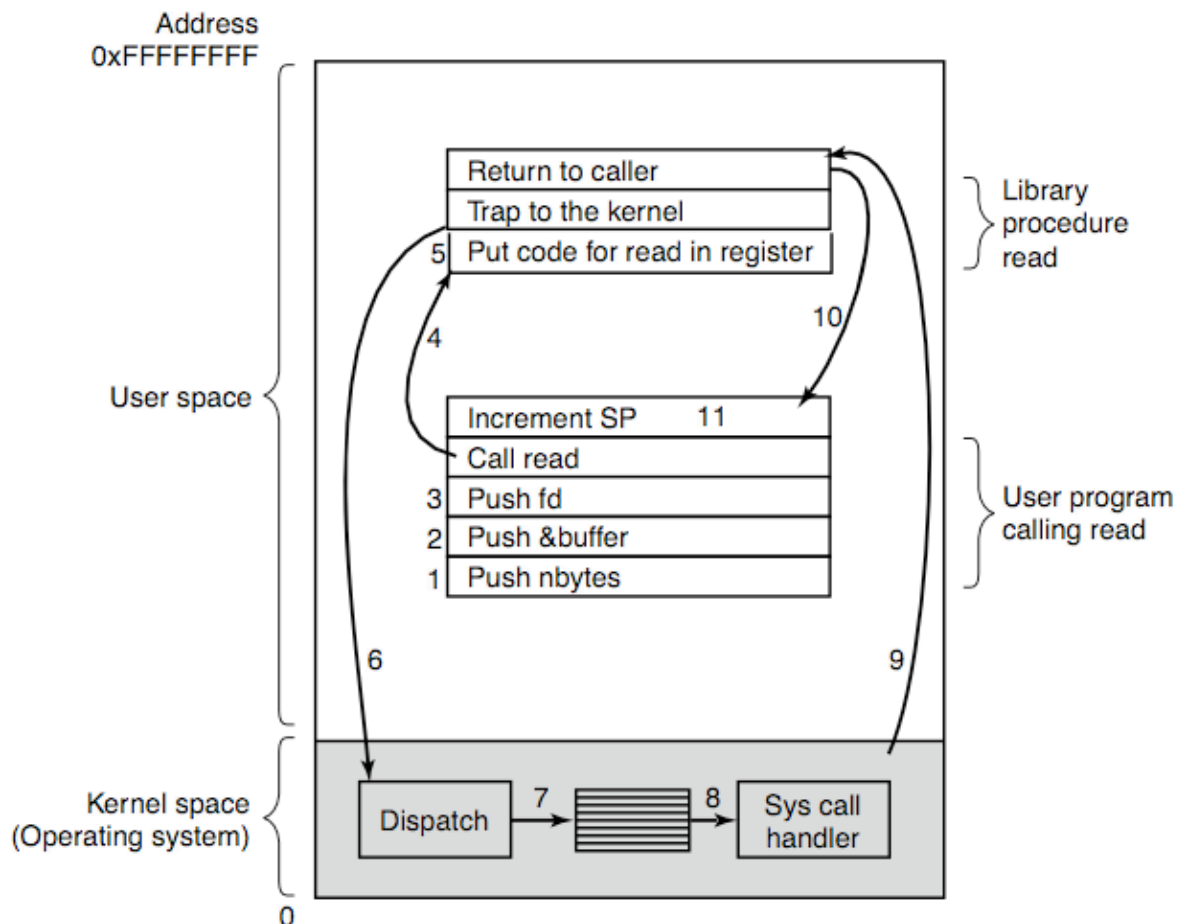 Address
0xFFFFFFFF
Return to caller
Trap to the kernel
5 Put code for read in register
Library
procedure
read
4
10
User space
Increment SP 11
Call read
3 Push fd
2 Push &buffer
1 Push nbytes
User program
calling read
6
9
Kernel space
(Operating system)
Dispatch
7
8
Sys call
handler
0